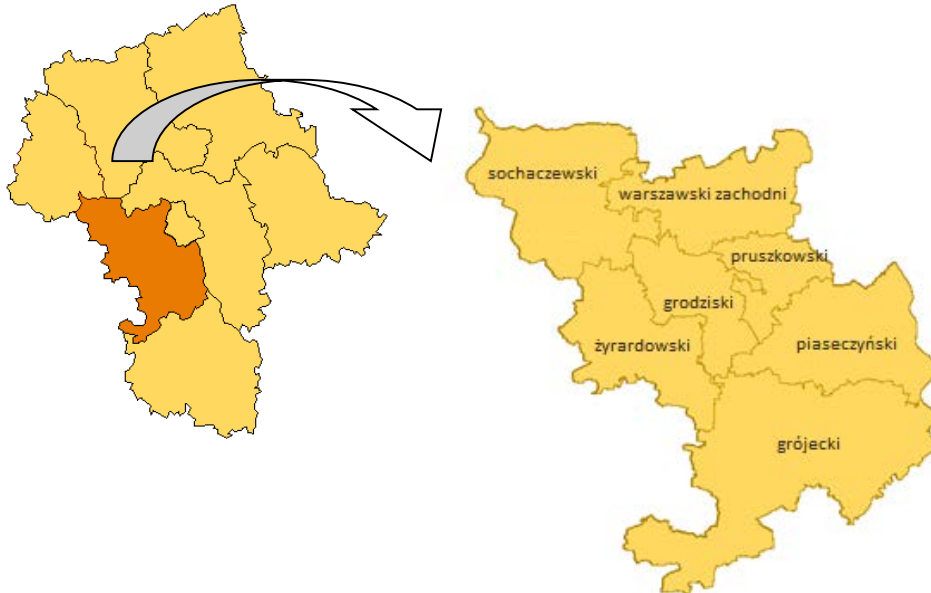 sochaczewski
warszawski zachodni
pruszkowski
grodziski
żyrardowski
piaseczyński
grójecki